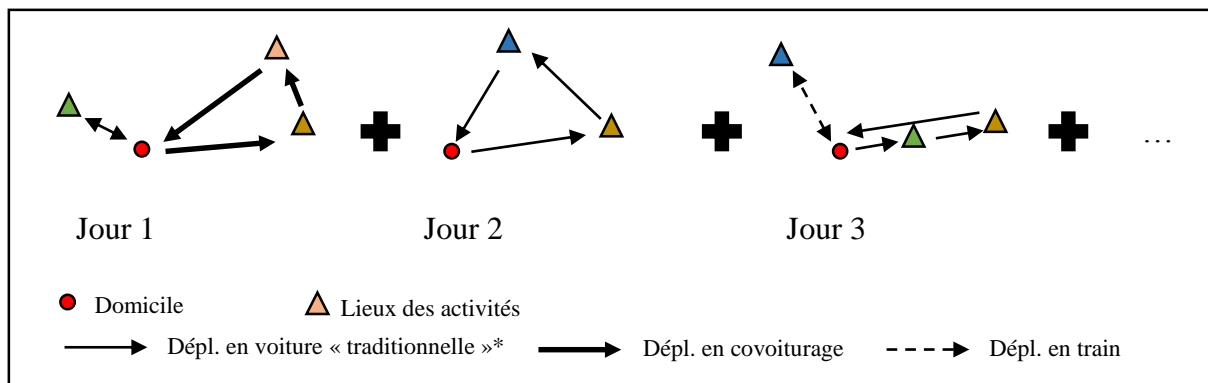 ...
Jour 1 Jour 2 Jour 3
Domicile Lieux des activités
Dépl. en voiture « traditionnelle »* Dépl. en covoiturage Dépl. en train